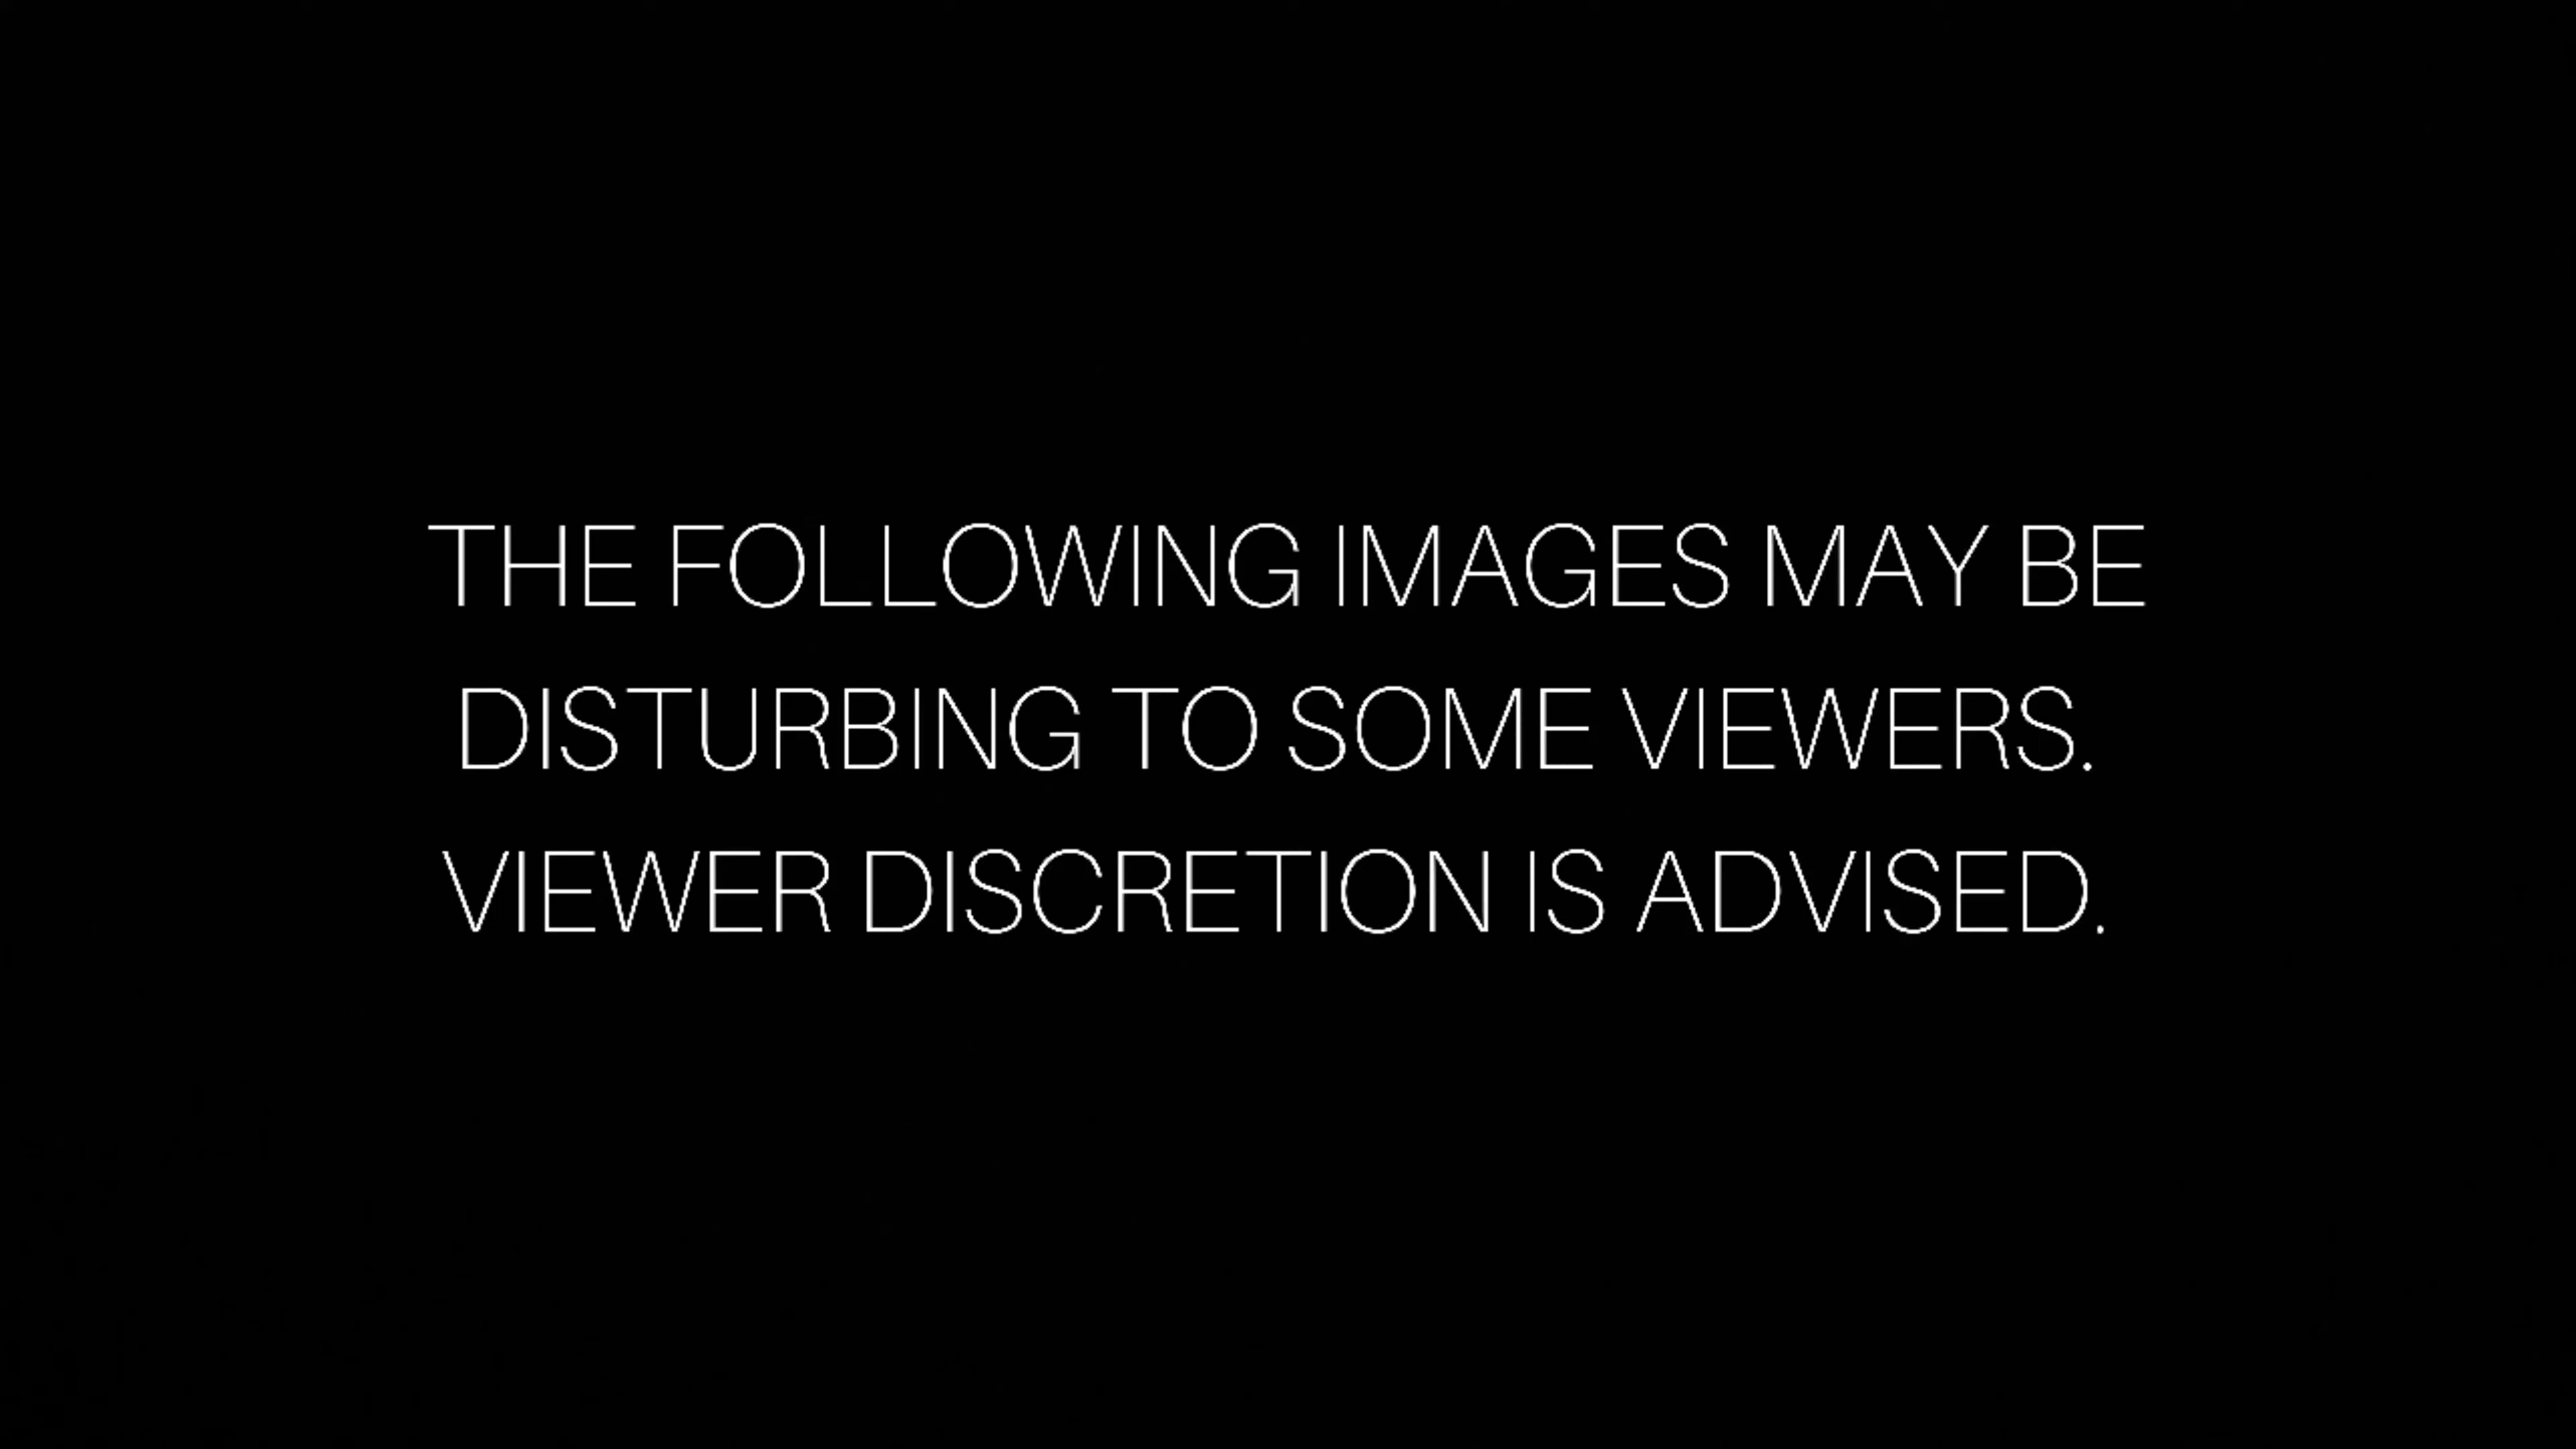 THE FOLLOWING IMAGES MAY BE
DISTURBING TO SOME VIEWERS.
VIEWER DISCRETION IS ADVISED.